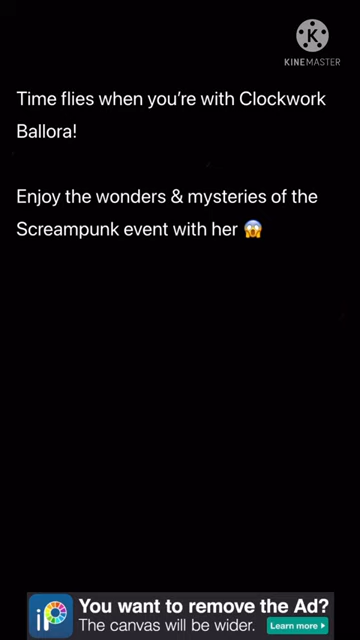 KINEMASTER
Time flies when you’re with Clockwork
Ballora!
Enjoy the wonders & mysteries of the
Screampunk event with her 😱
You want to remove the Ad?
The canvas will be wider.
Learn more